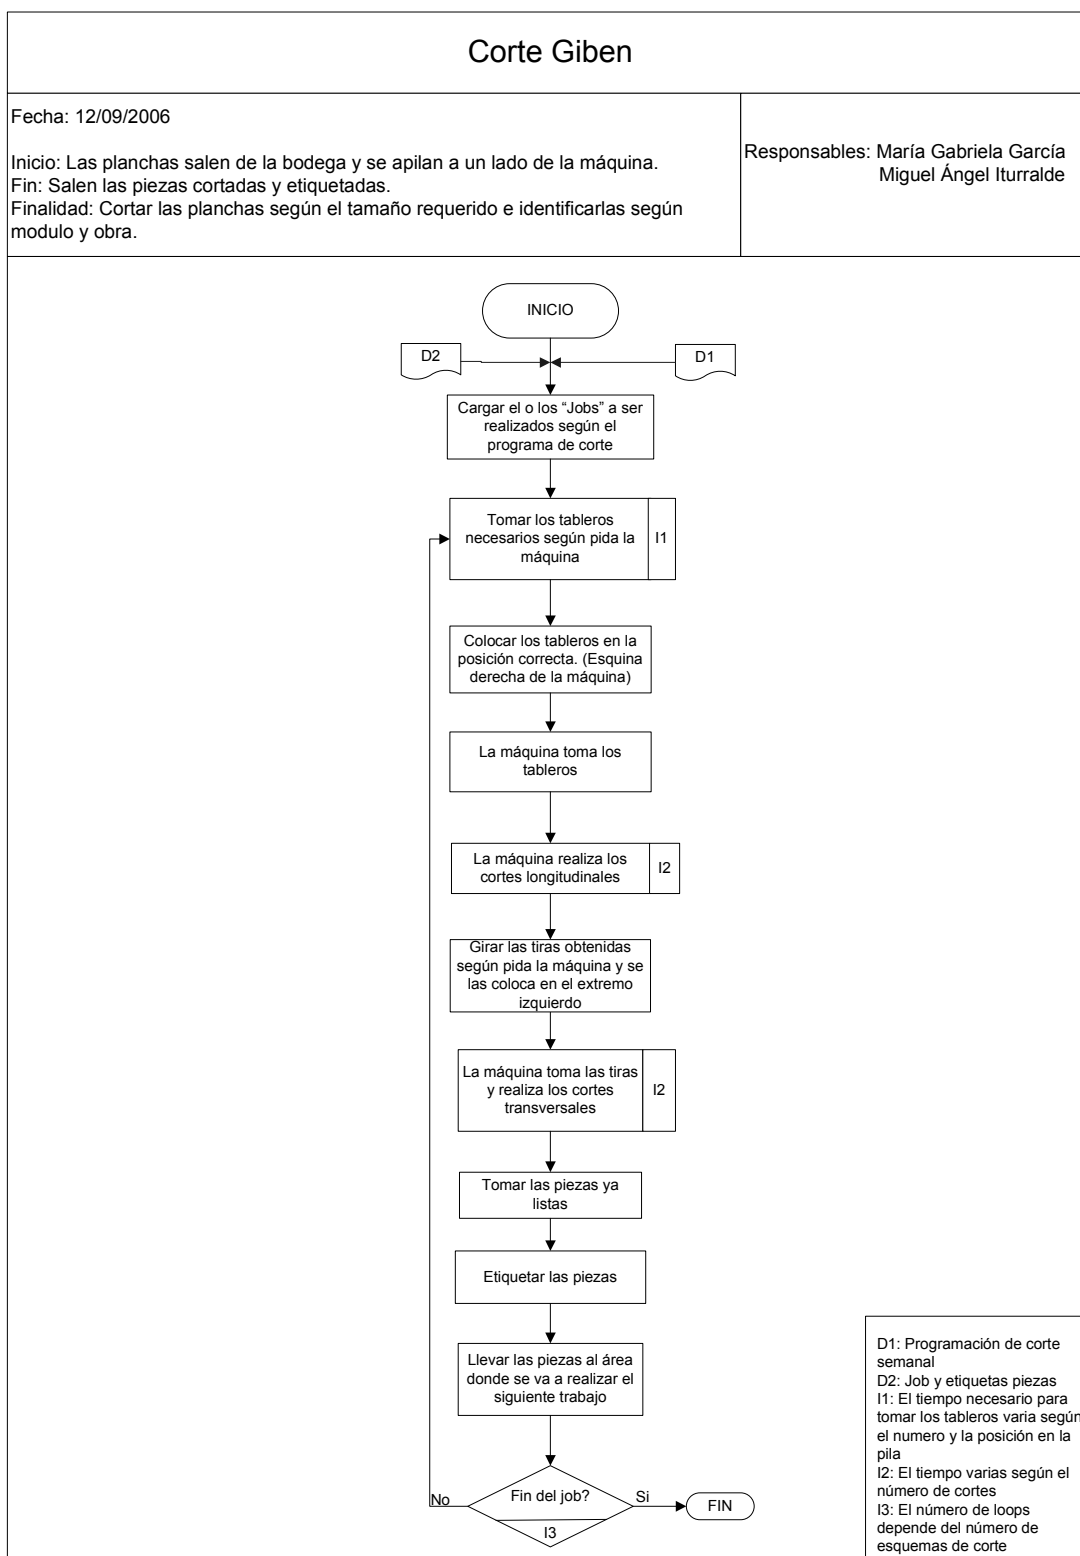 Corte Giben
Fecha: 12/09/2006
Inicio: Las planchas salen de la bodega y se apilan a un lado de la máquina.
Fin: Salen las piezas cortadas y etiquetadas.
Finalidad: Cortar las planchas según el tamaño requerido e identificarlas según
modulo y obra.
Responsables: María Gabriela García
Miguel Ángel Iturralde
INICIO
D2
D1
Cargar el o los “Jobs” a ser
realizados según el
programa de corte
Tomar los tableros
necesarios según pida la
máquina
I1
Colocar los tableros en la
posición correcta. (Esquina
derecha de la máquina)
La máquina toma los
tableros
La máquina realiza los
cortes longitudinales
I2
Girar las tiras obtenidas
según pida la máquina y se
las coloca en el extremo
izquierdo
La máquina toma las tiras
y realiza los cortes
transversales
I2
Tomar las piezas ya
listas
Etiquetar las piezas
Llevar las piezas al área
donde se va a realizar el
siguiente trabajo
No
Fin del job?
Si
FIN
I3
D1: Programación de corte
semanal
D2: Job y etiquetas piezas
I1: El tiempo necesario para
tomar los tableros varia según
el numero y la posición en la
pila
I2: El tiempo varias según el
número de cortes
I3: El número de loops
depende del número de
esquemas de corte